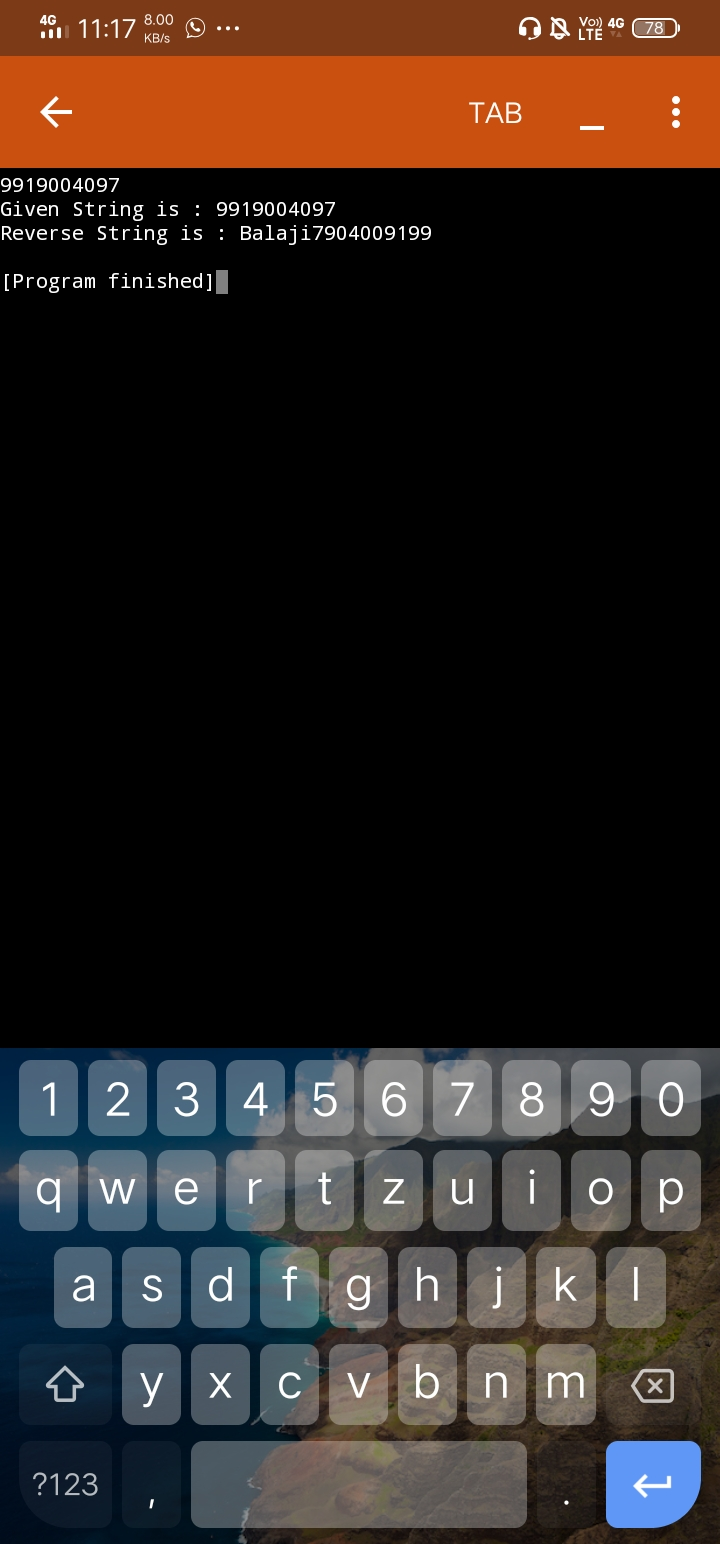 4G 11:17 8.00 KB/s ... Vo)) LTE 4G 78
TAB _
9919004097
Given String is : 9919004097
Reverse String is : Balaji7904009199
[Program finished]
1 2 3 4 5 6 7 8 9 0
q w e r t z u i o p
a s d f g h j k l
y x c v b n m
?123 , .